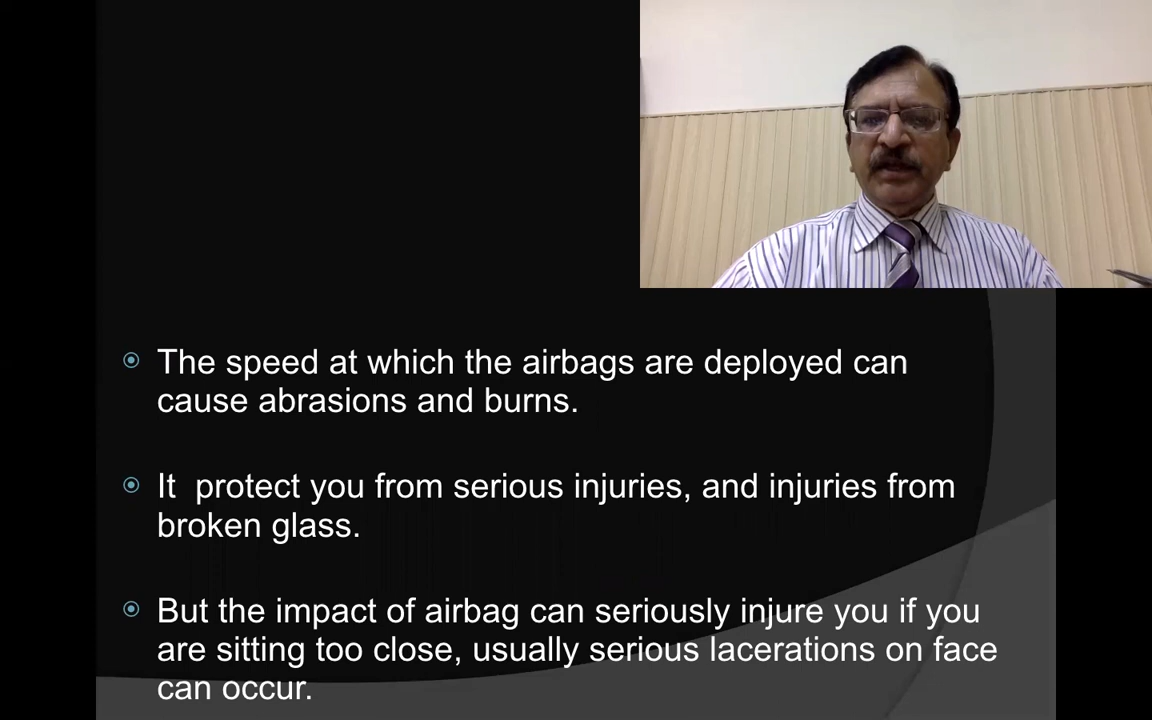 The speed at which the airbags are deployed can
cause abrasions and burns.
It  protect you from serious injuries, and injuries from
broken glass.
But the impact of airbag can seriously injure you if you
are sitting too close, usually serious lacerations on face
can occur.